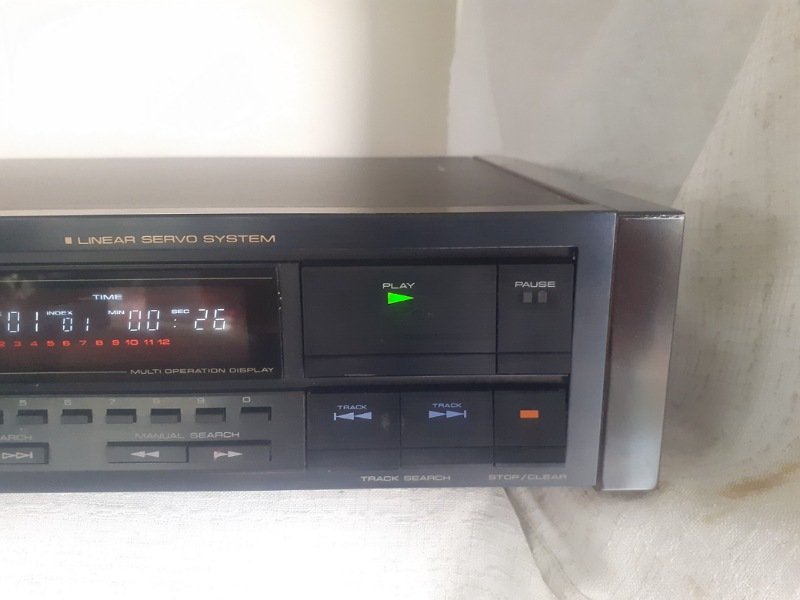 LINEAR SERVO SYSTEM
TIME
PLAY
PAUSE
INDEX MIN SEC
01 01 00 : 26
3 4 5 6 7 8 9 10 11 12
MULTI OPERATION DISPLAY
5 6 7 8 9 0
TRACK TRACK
MANUAL SEARCH
TRACK SEARCH STOP/CLEAR